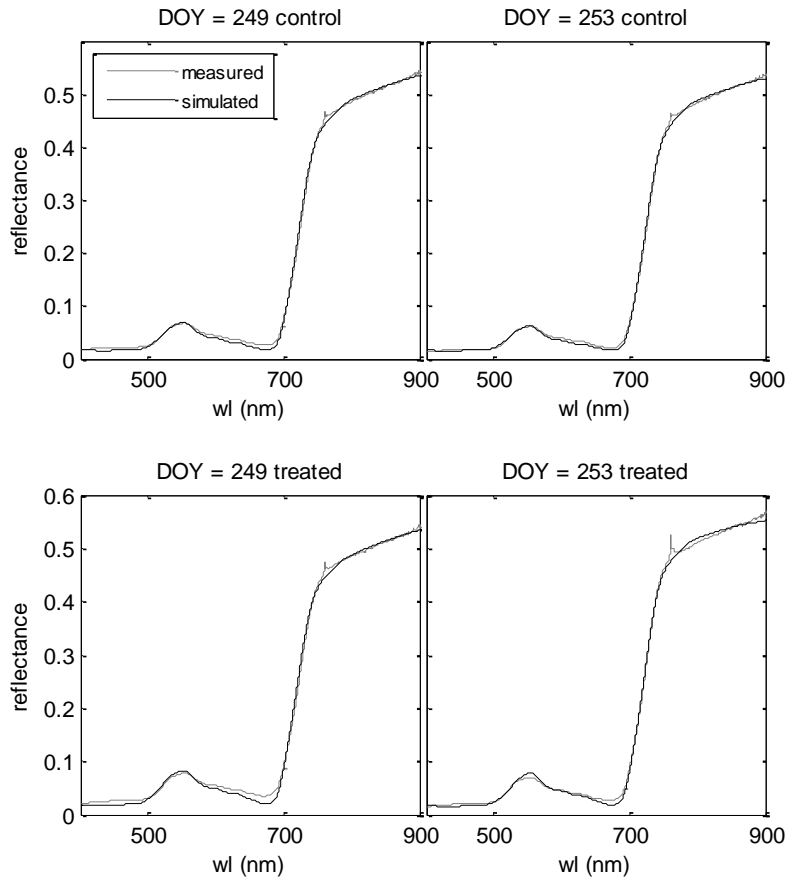 DOY = 249 control
DOY = 253 control
measured
simulated
0.5
0.4
0.3
0.2
0.1
0
reflectance
500 700 900
500 700 900
wl (nm)
wl (nm)
DOY = 249 treated
DOY = 253 treated
0.6
0.5
0.4
0.3
0.2
0.1
0
reflectance
500 700 900
500 700 900
wl (nm)
wl (nm)